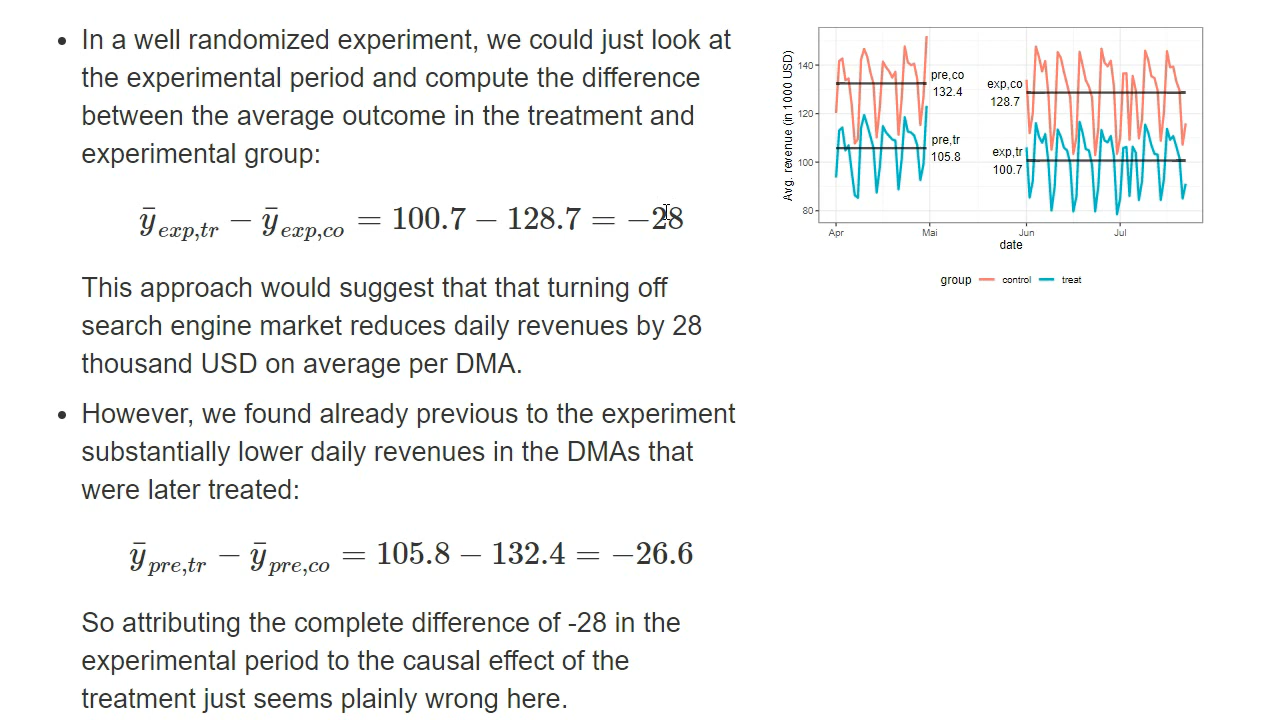 In a well randomized experiment, we could just look at
the experimental period and compute the difference
between the average outcome in the treatment and
experimental group:
ȳ_exp,tr − ȳ_exp,co = 100.7 − 128.7 = −28
This approach would suggest that that turning off
search engine market reduces daily revenues by 28
thousand USD on average per DMA.
However, we found already previous to the experiment
substantially lower daily revenues in the DMAs that
were later treated:
ȳ_pre,tr − ȳ_pre,co = 105.8 − 132.4 = −26.6
So attributing the complete difference of -28 in the
experimental period to the causal effect of the
treatment just seems plainly wrong here.
Avg. revenue (in 1000 USD)
140
120
100
80
pre,co
132.4
exp,co
128.7
pre,tr
105.8
exp,tr
100.7
Apr Mai Jun Jul
date
group control treat